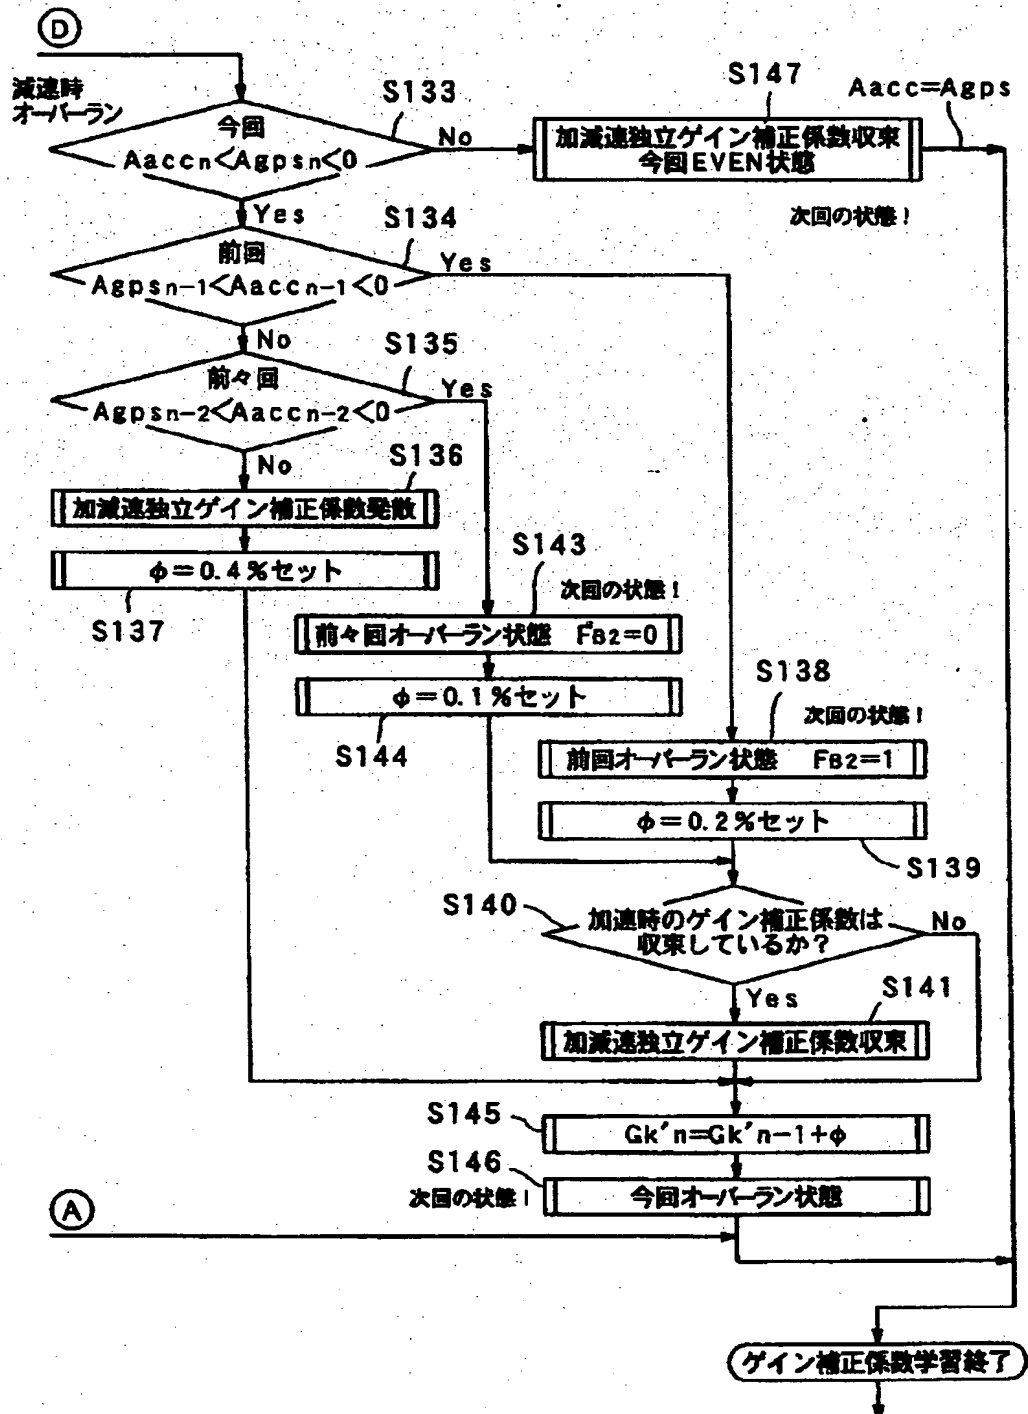 D
減速時
オーバーラン
今回
Aaccn<Agpsn<0
S133
No
S147
加減速独立ゲイン補正係数収束
今回EVEN状態
Aacc=Agps
次回の状態!
Yes
S134
前回
Agpsn-1<Aaccn-1<0
Yes
No
S135
前々回
Agpsn-2<Aaccn-2<0
Yes
No
S136
加減速独立ゲイン補正係数発散
φ=0.4%セット
S137
S143
次回の状態!
前々回オーバーラン状態 FB2=0
φ=0.1%セット
S144
S138
次回の状態!
前回オーバーラン状態 FB2=1
φ=0.2%セット
S139
S140
加速時のゲイン補正係数は
収束しているか?
No
Yes
S141
加減速独立ゲイン補正係数収束
S145
Gk'n=Gk'n-1+φ
S146
次回の状態!
今回オーバーラン状態
A
ゲイン補正係数学習終了